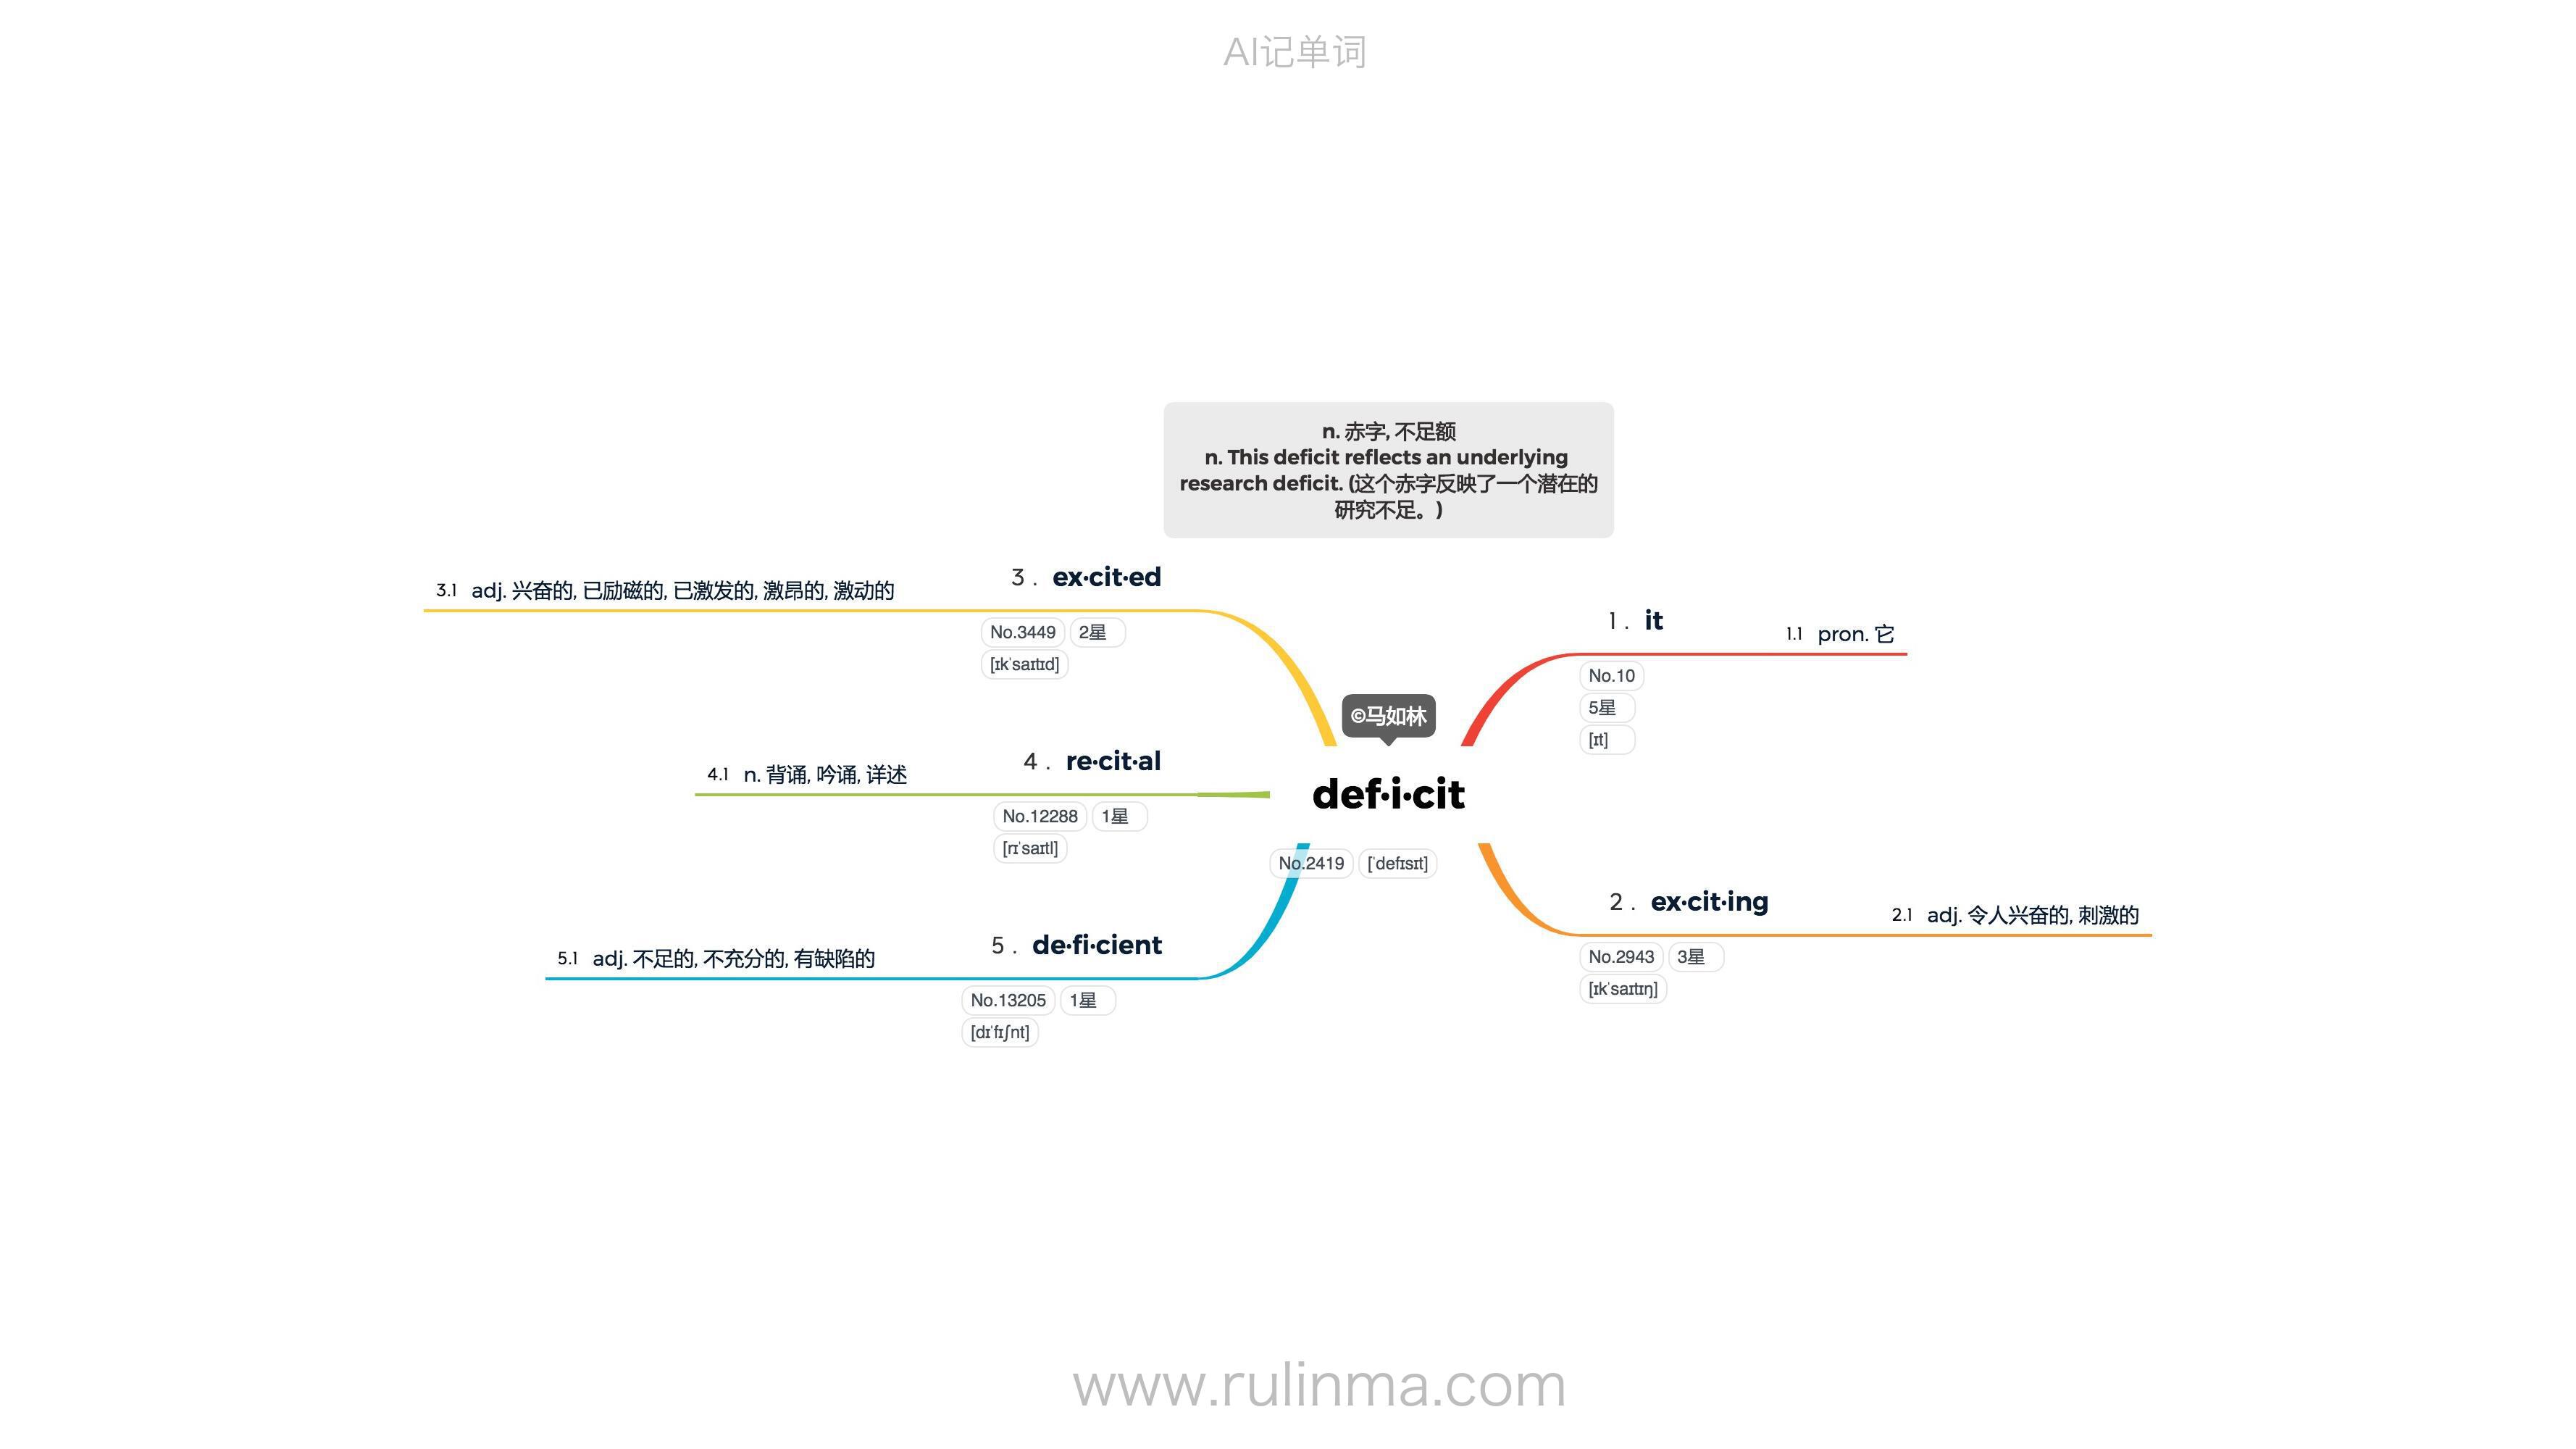 AI记单词
n. 赤字, 不足额
n. This deficit reflects an underlying
research deficit. (这个赤字反映了一个潜在的
研究不足。)
©马如林
def·i·cit
No.2419 [ˈdefɪsɪt]
1 . it
1.1 pron. 它
No.10
5星
[ɪt]
2 . ex·cit·ing
2.1 adj. 令人兴奋的, 刺激的
No.2943 3星
[ɪkˈsaɪtɪŋ]
3 . ex·cit·ed
3.1 adj. 兴奋的, 已励磁的, 已激发的, 激昂的, 激动的
No.3449 2星
[ɪkˈsaɪtɪd]
4 . re·cit·al
4.1 n. 背诵, 吟诵, 详述
No.12288 1星
[rɪˈsaɪtl]
5 . de·fi·cient
5.1 adj. 不足的, 不充分的, 有缺陷的
No.13205 1星
[dɪˈfɪʃnt]
www.rulinma.com